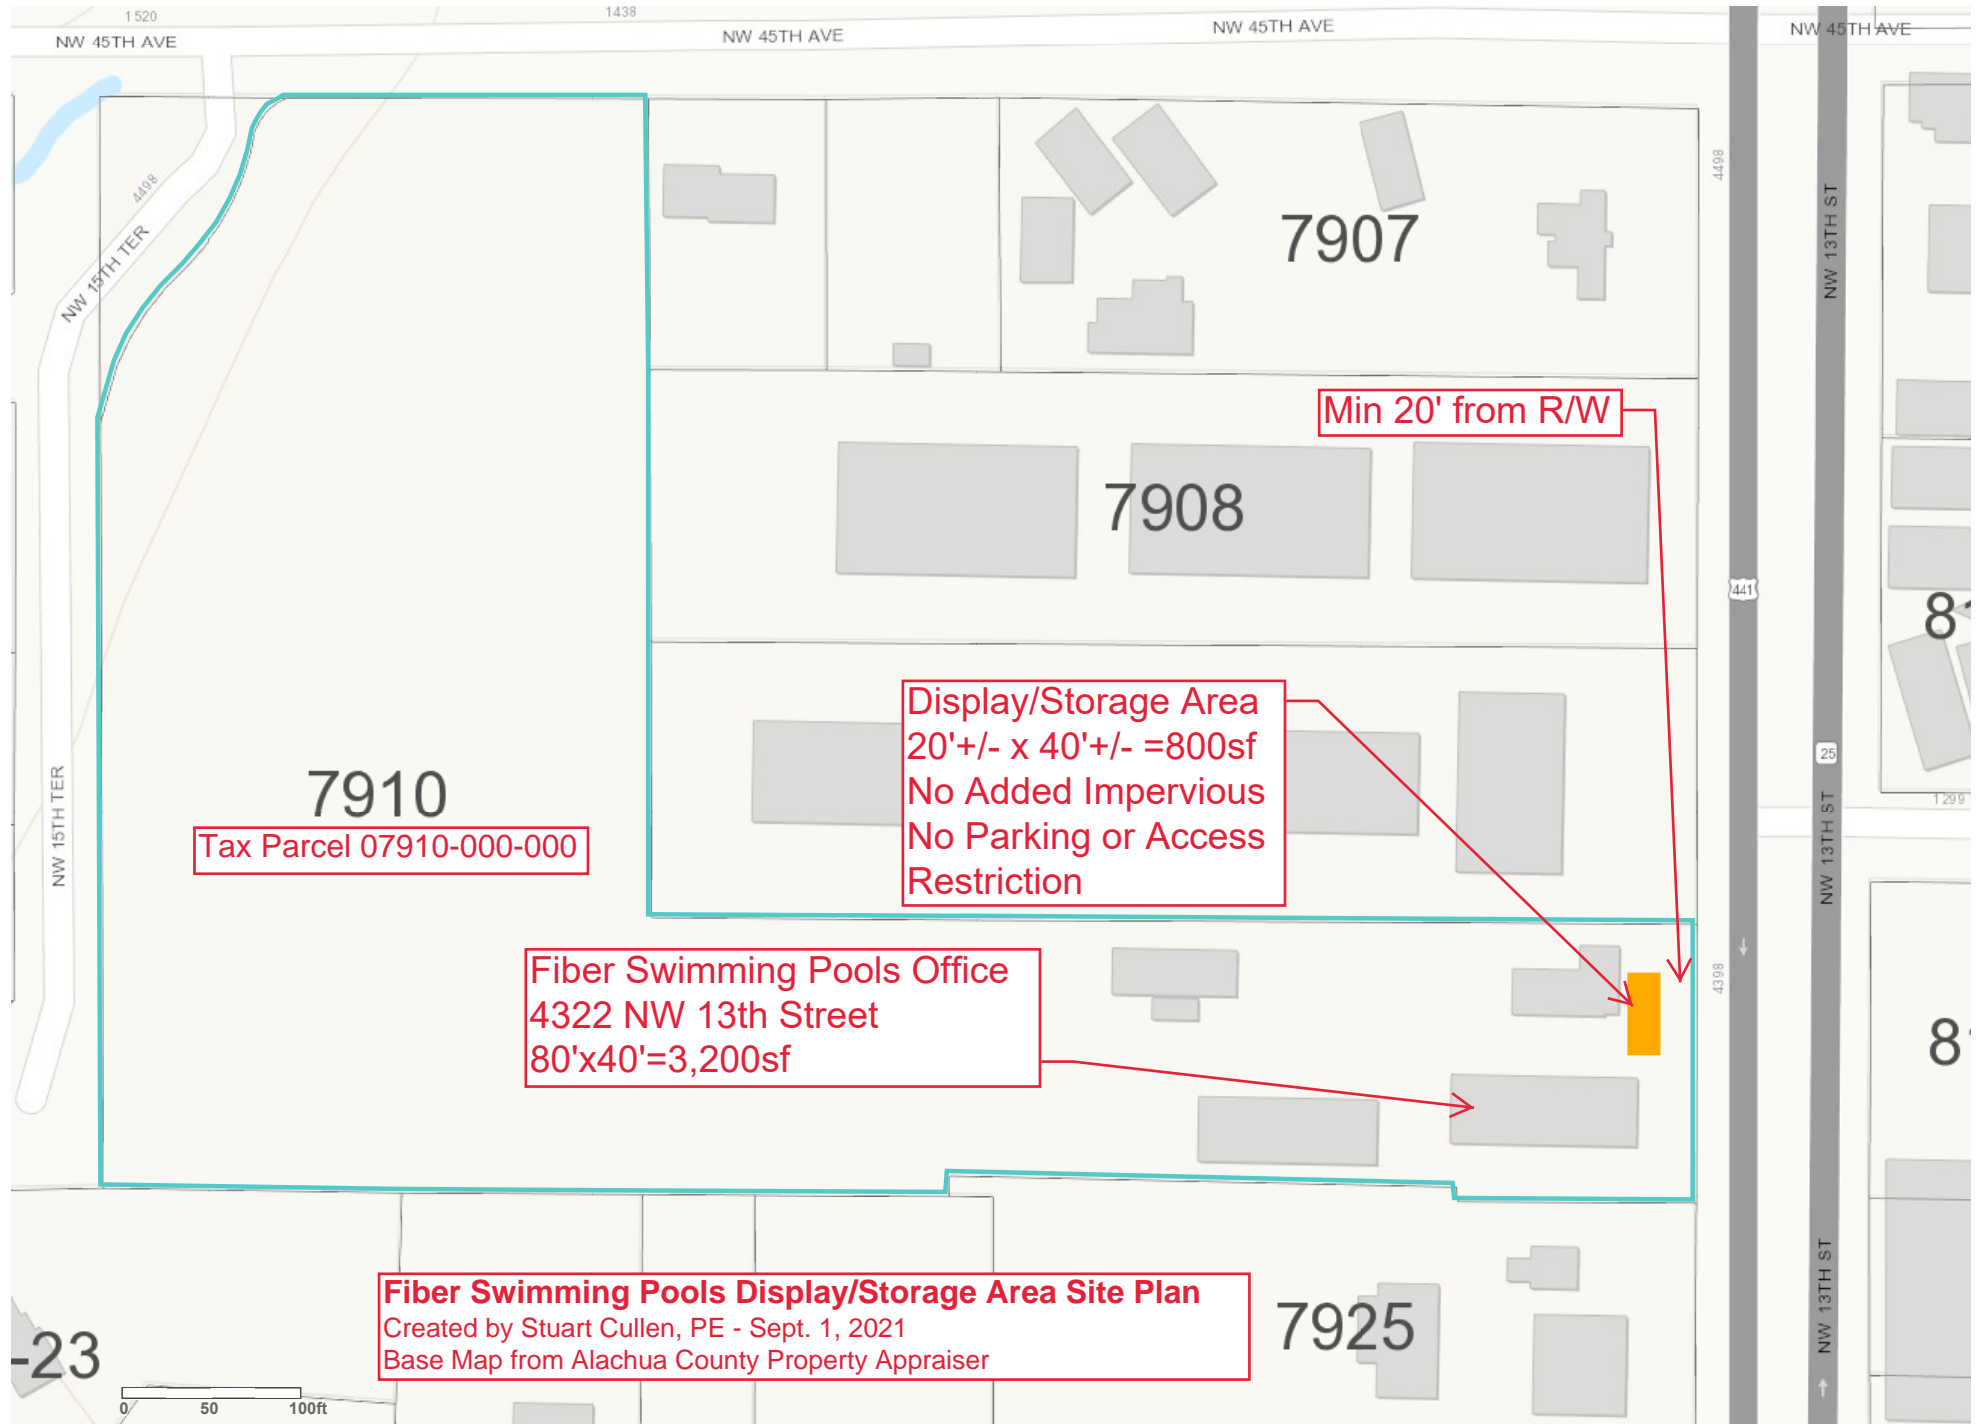 1520
1438
NW 45TH AVE
NW 45TH AVE
NW 45TH AVE
NW 45TH AVE
4498
NW 15TH TER
4498
NW 13TH ST
7907
Min 20' from R/W
7908
441
Display/Storage Area
20'+/- x 40'+/- =800sf
No Added Impervious
No Parking or Access
Restriction
25
1299
NW 15TH TER
7910
Tax Parcel 07910-000-000
NW 13TH ST
Fiber Swimming Pools Office
4322 NW 13th Street
80'x40'=3,200sf
4398
Fiber Swimming Pools Display/Storage Area Site Plan
Created by Stuart Cullen, PE - Sept. 1, 2021
Base Map from Alachua County Property Appraiser
7925
NW 13TH ST
-23
0 50 100ft